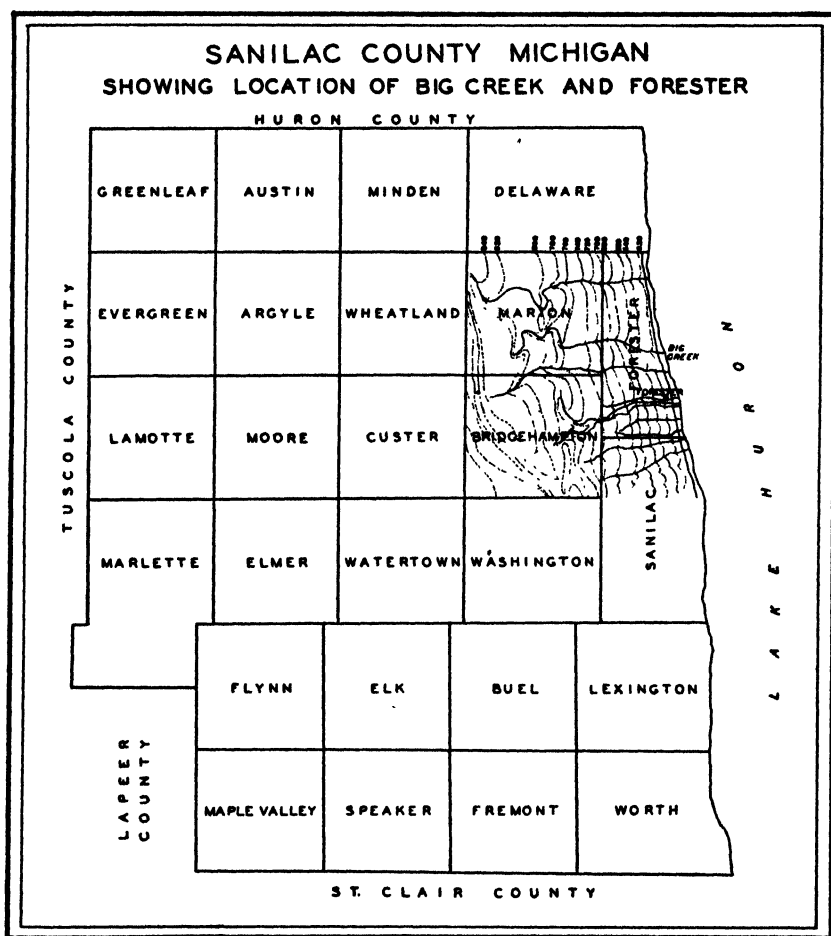 SANILAC COUNTY MICHIGAN
SHOWING LOCATION OF BIG CREEK AND FORESTER
HURON COUNTY
GREENLEAF AUSTIN MINDEN DELAWARE
TUSCOLA COUNTY
EVERGREEN ARGYLE WHEATLAND MARION FORESTER
BIG
CREEK
FORESTER
LAMOTTE MOORE CUSTER BRIDGEHAMPTON
LAKE HURON
MARLETTE ELMER WATERTOWN WASHINGTON SANILAC
FLYNN ELK BUEL LEXINGTON
LAPEER
COUNTY
MAPLE VALLEY SPEAKER FREMONT WORTH
ST. CLAIR COUNTY